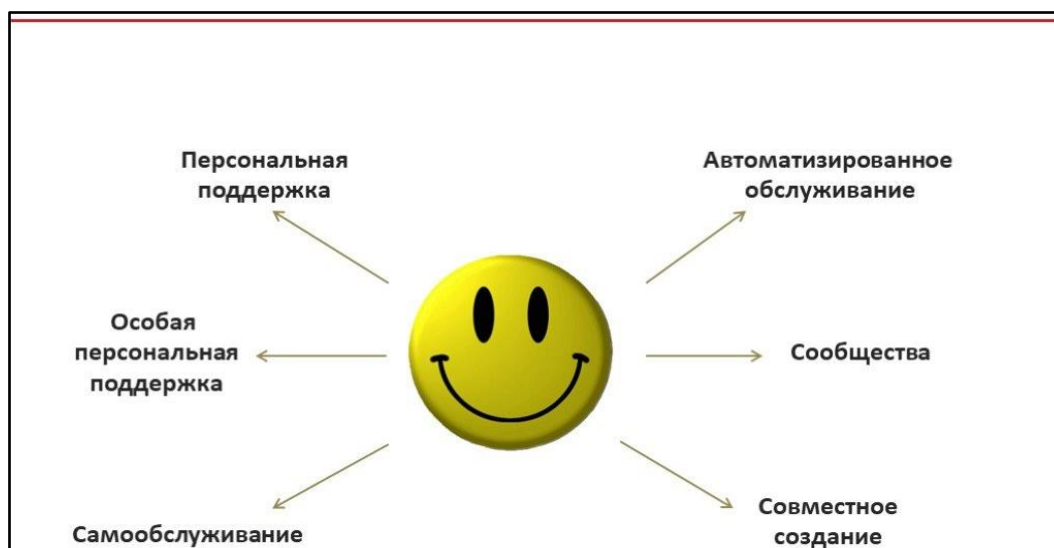 Персональная
поддержка
Автоматизированное
обслуживание
Особая
персональная
поддержка
Сообщества
Самообслуживание
Совместное
создание